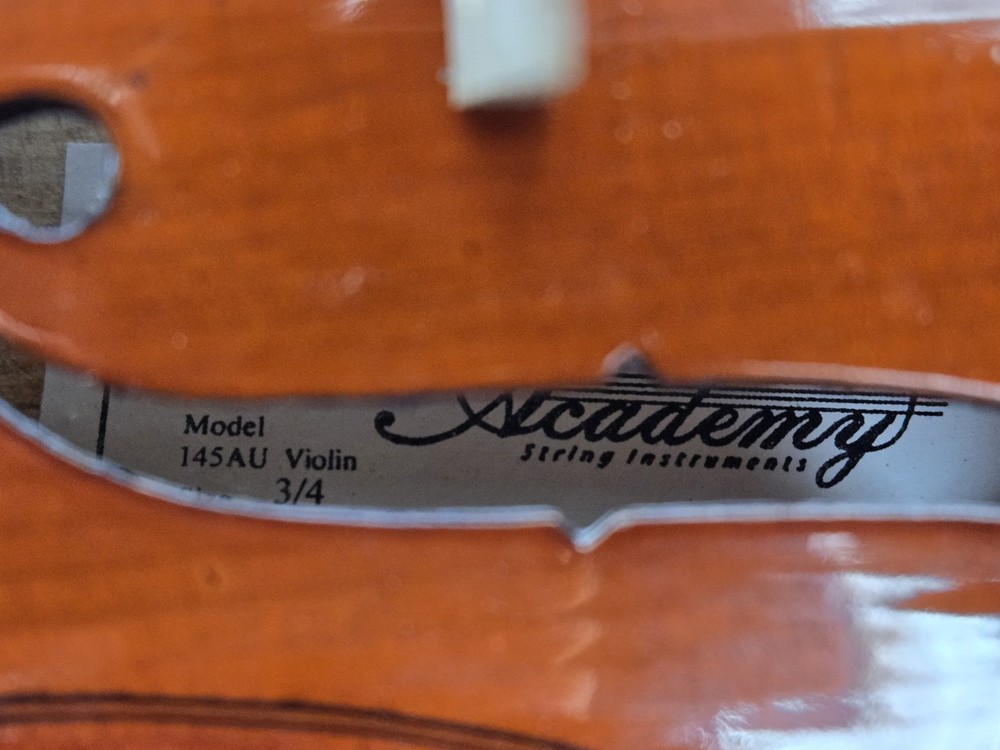 Model
145AU Violin
3/4
Academy
String Instruments